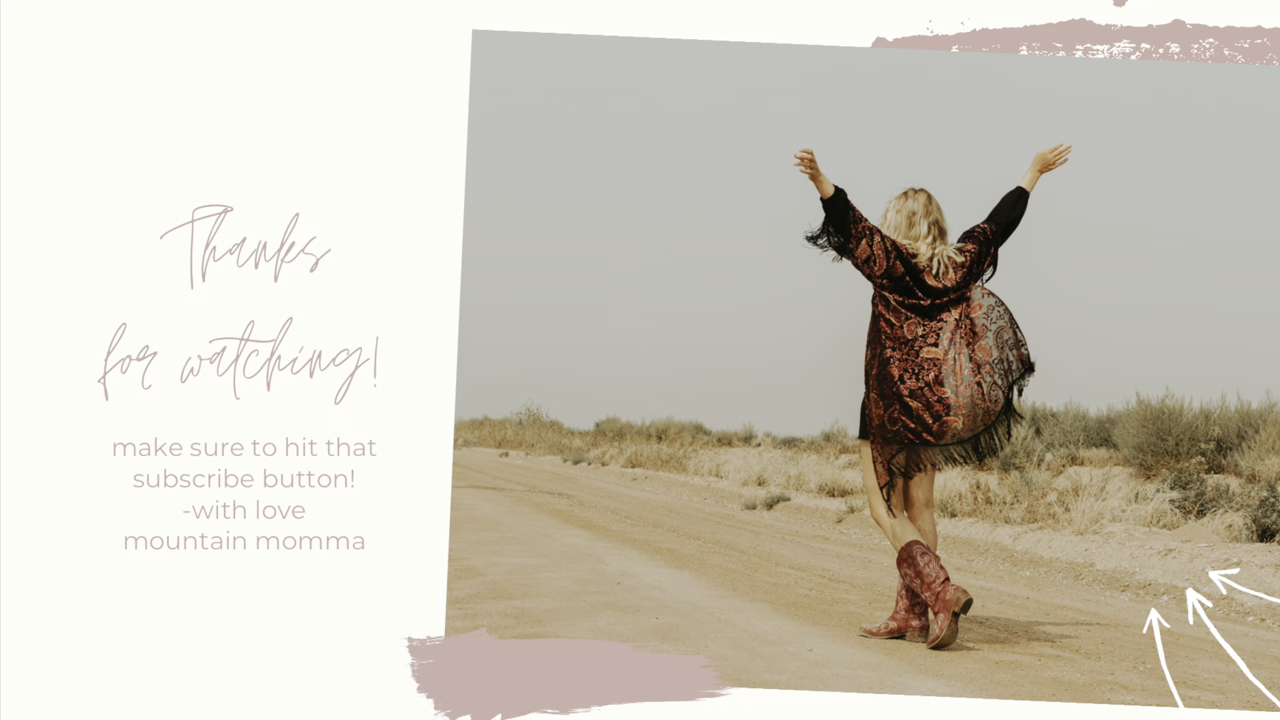 Thanks
for watching!
make sure to hit that
subscribe button!
-with love
mountain momma